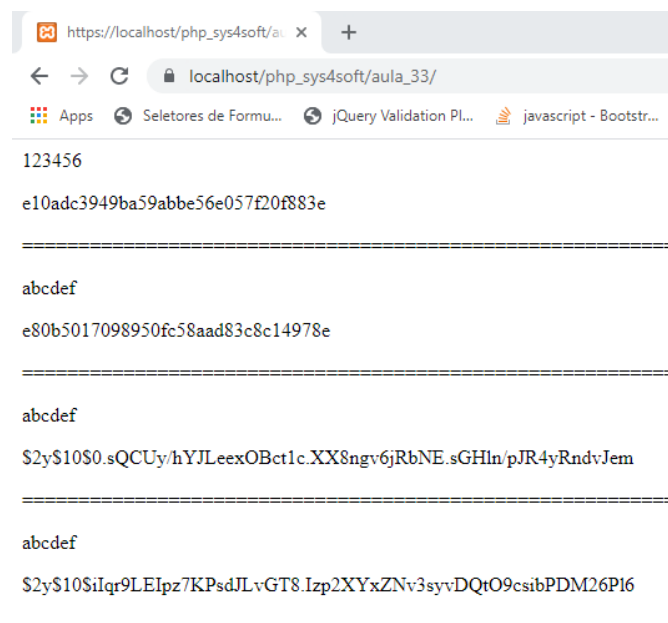 https://localhost/php_sys4soft/au
localhost/php_sys4soft/aula_33/
Apps Seletores de Formu... jQuery Validation Pl... javascript - Bootstr...
123456
e10adc3949ba59abbe56e057f20f883e
==========================================================
abcdef
e80b5017098950fc58aad83c8c14978e
==========================================================
abcdef
$2y$10$0.sQCUy/hYJLeexOBct1c.XX8ngv6jRbNE.sGHln/pJR4yRndvJem
==========================================================
abcdef
$2y$10$iIqr9LEIpz7KPsdJLvGT8.Izp2XYxZNv3syvDQtO9csibPDM26Pl6